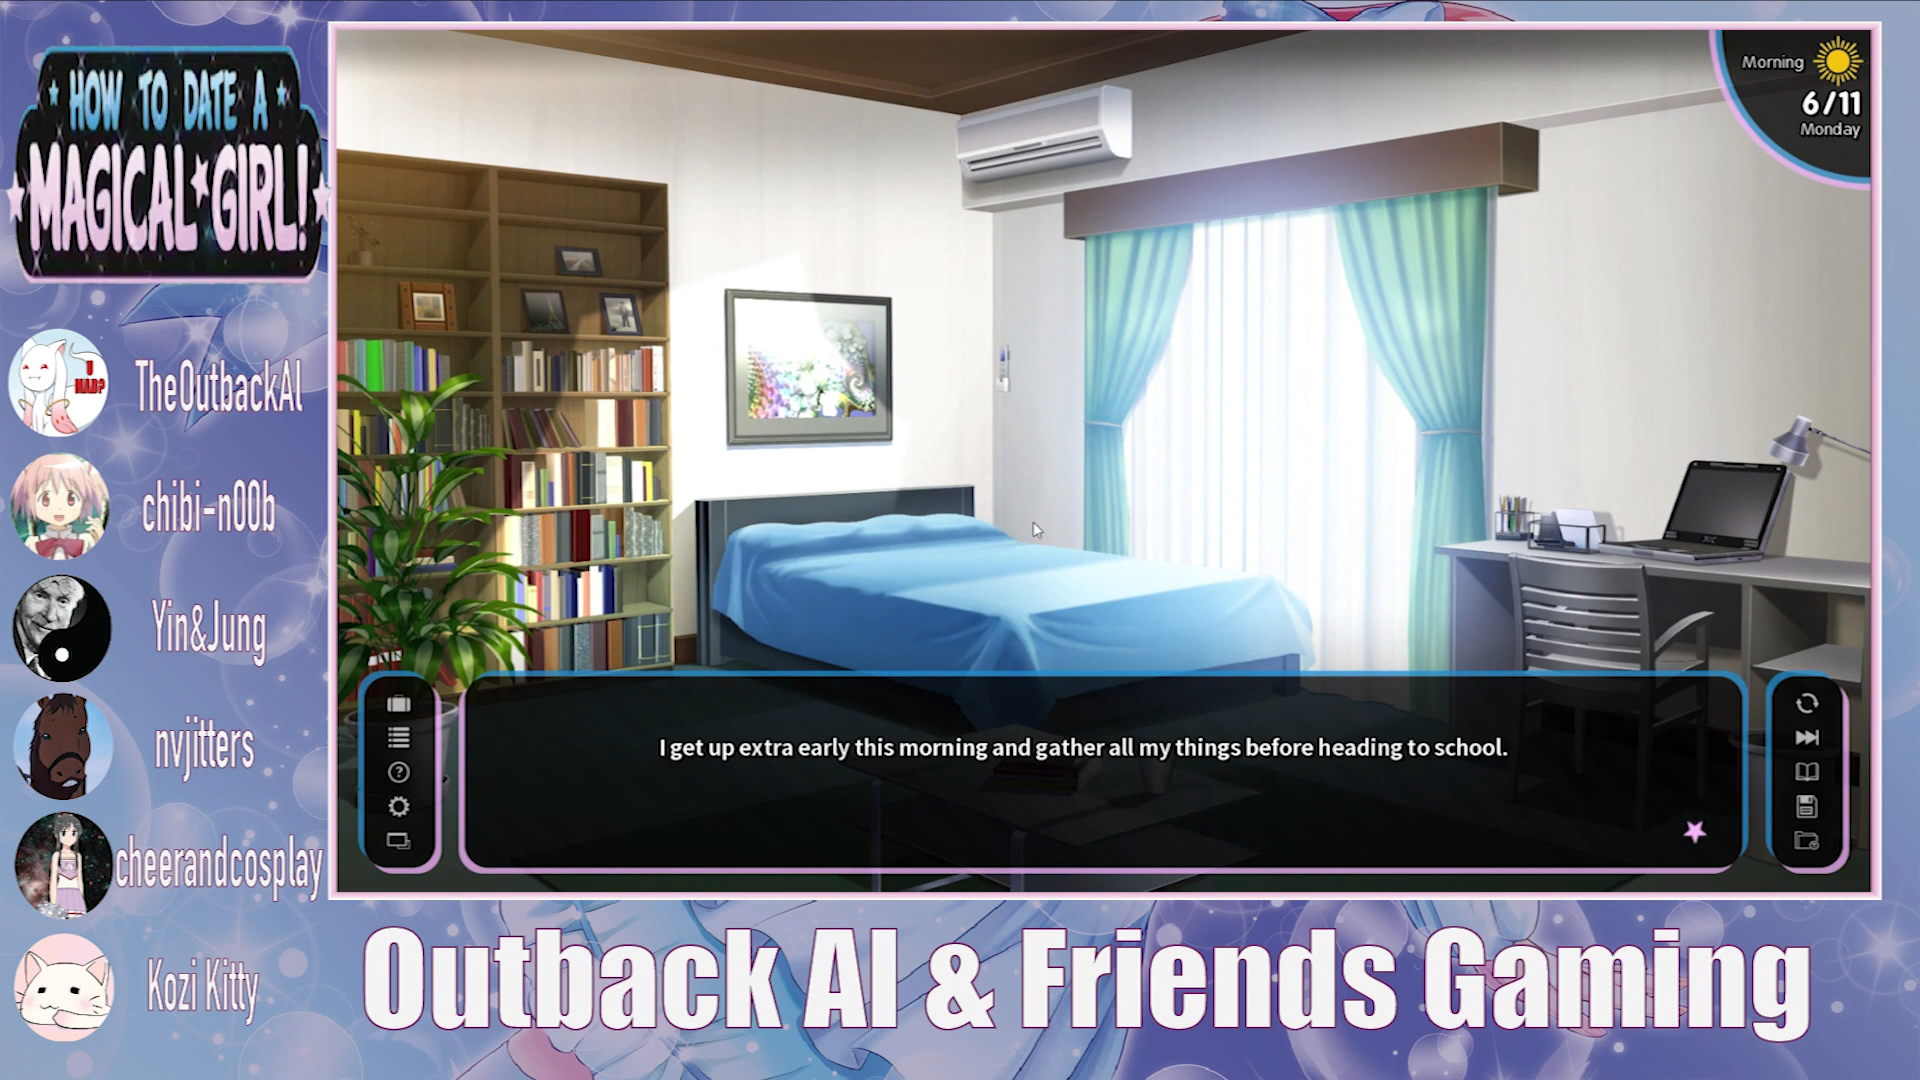 HOW TO DATE A
MAGICAL GIRL!
U
MAD?
TheOutbackAl
chibi-n00b
Yin&Jung
nvjitters
cheerandcosplay
Kozi Kitty
Morning
6/11
Monday
I get up extra early this morning and gather all my things before heading to school.
Outback Al & Friends Gaming